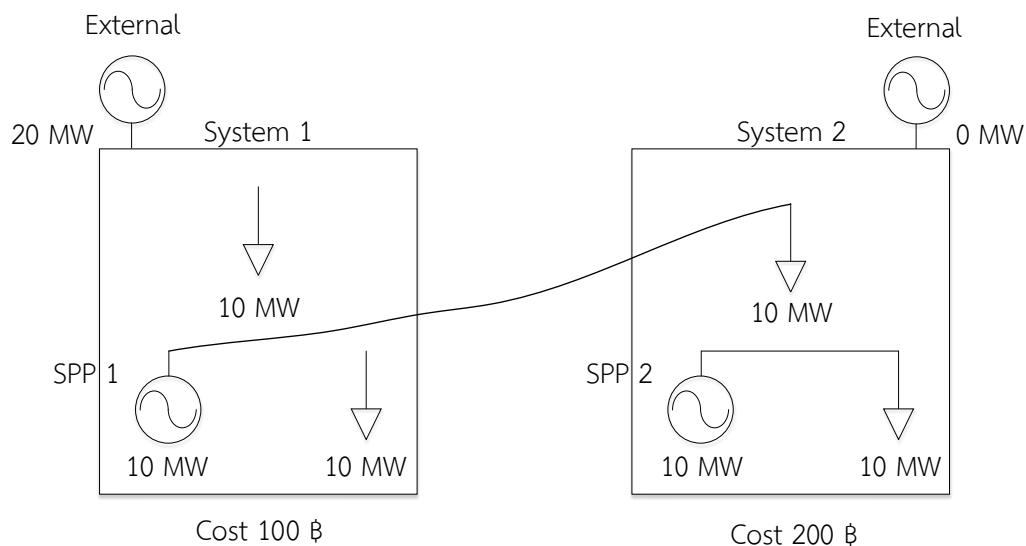 External
External
20 MW
System 1
System 2
0 MW
10 MW
10 MW
SPP 1
SPP 2
10 MW
10 MW
10 MW
10 MW
Cost 100 ฿
Cost 200 ฿